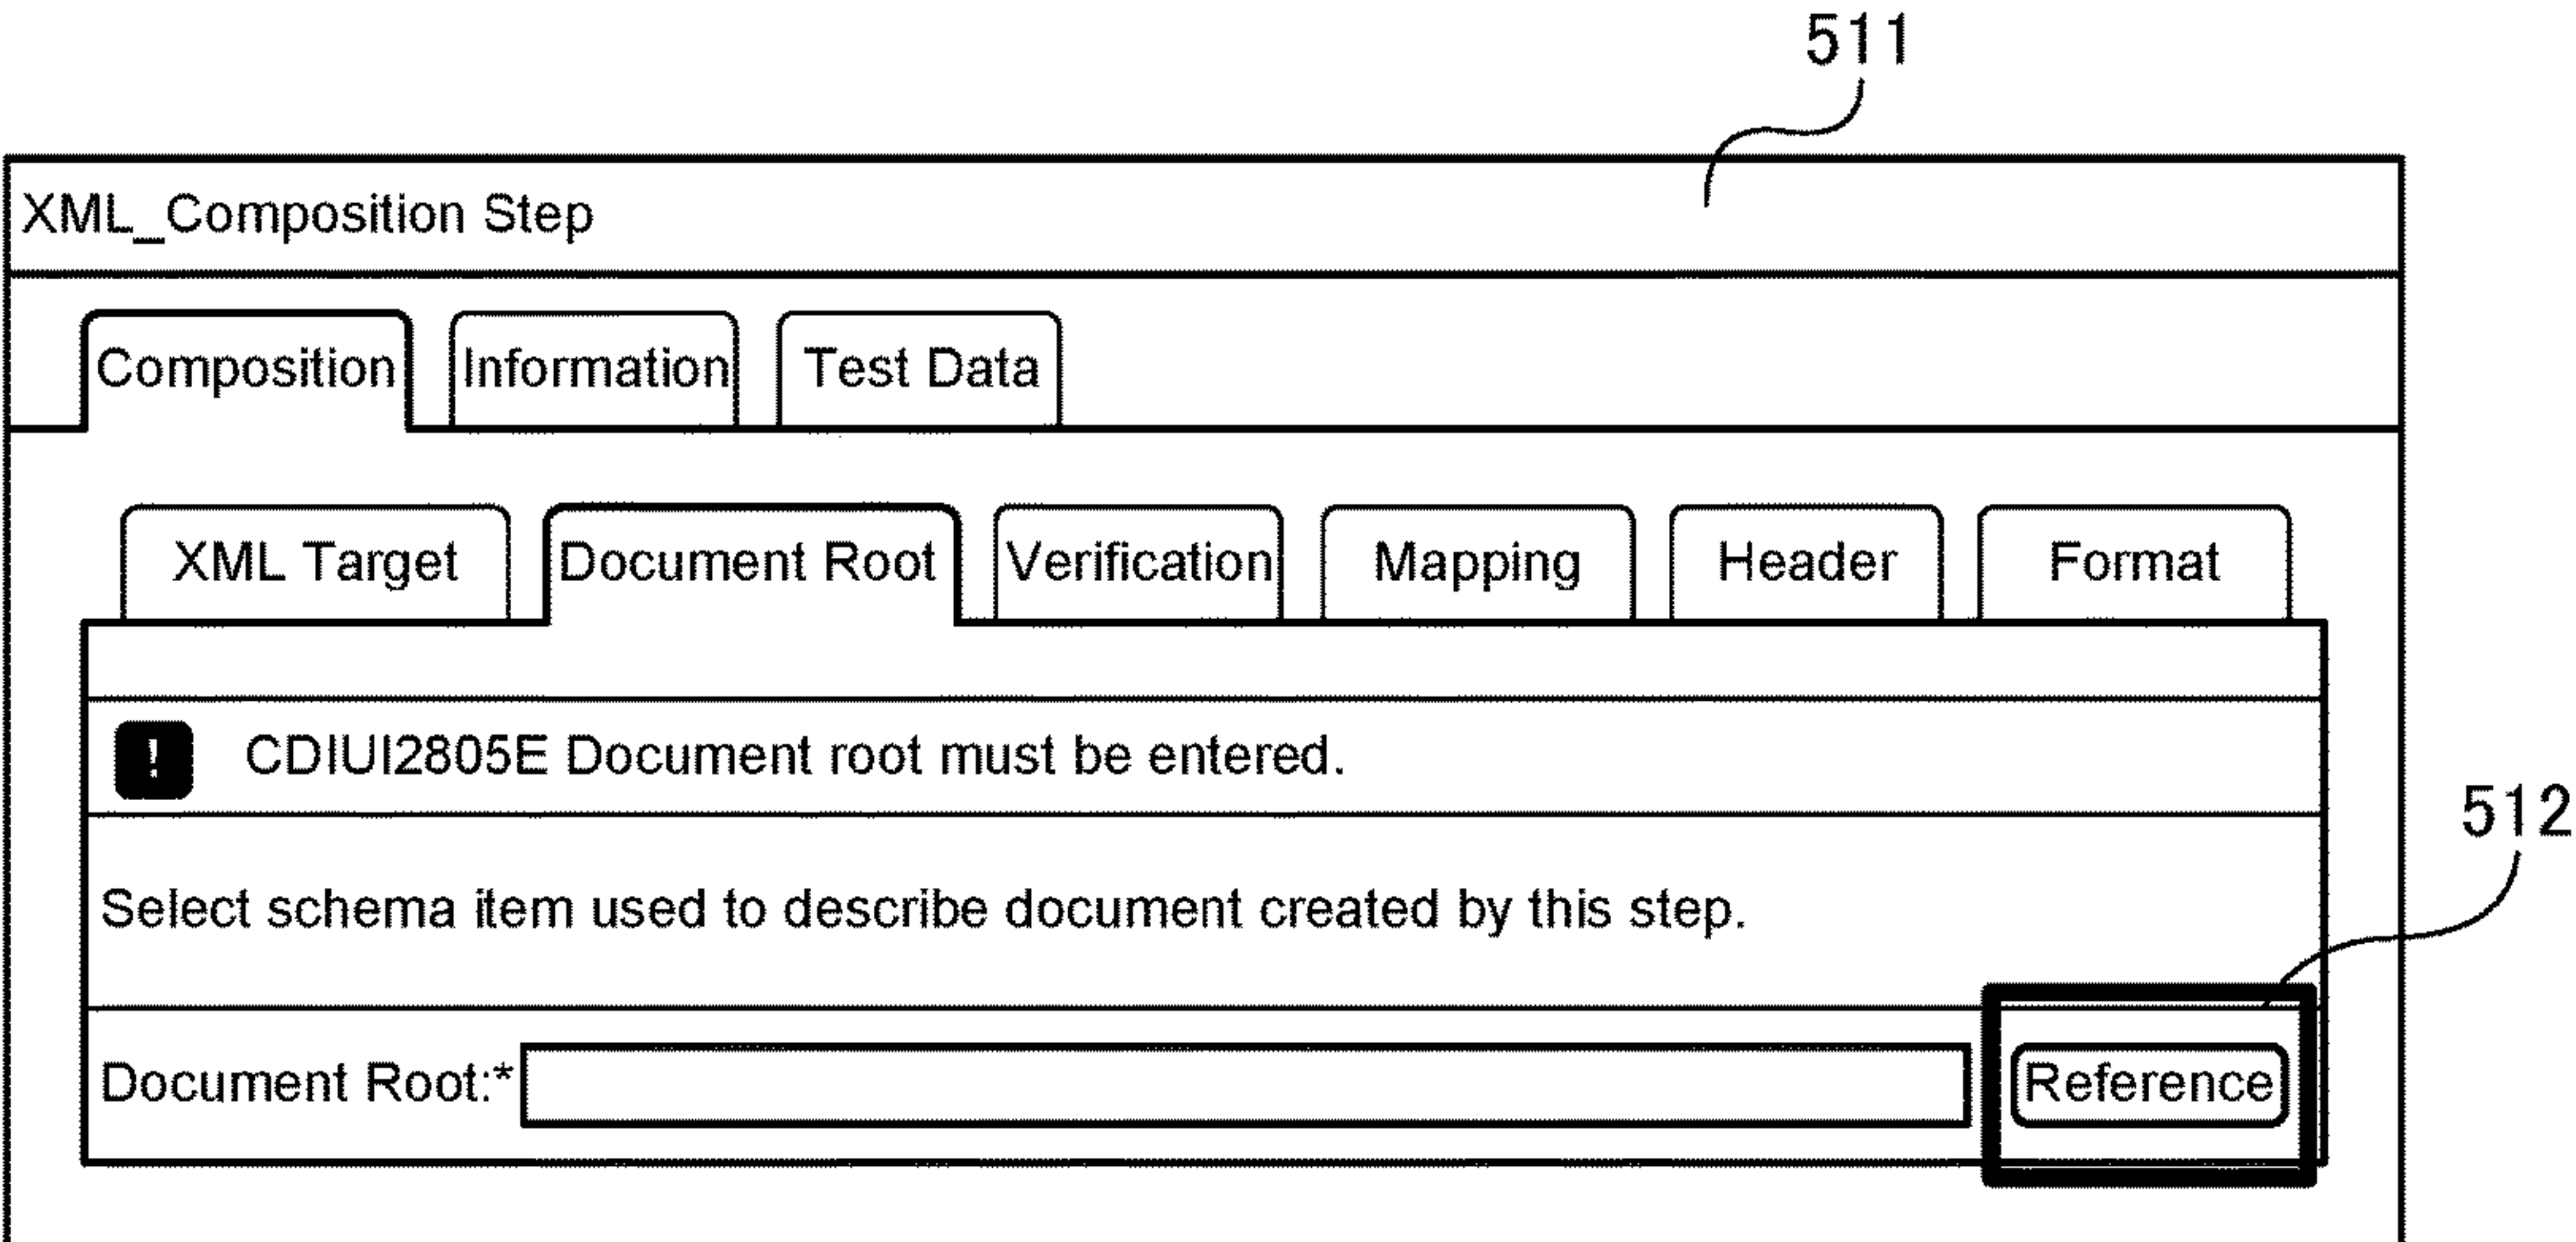 511
XML_Composition Step
Composition Information Test Data
XML Target Document Root Verification Mapping Header Format
! CDIUI2805E Document root must be entered.
512
Select schema item used to describe document created by this step.
Document Root:* Reference